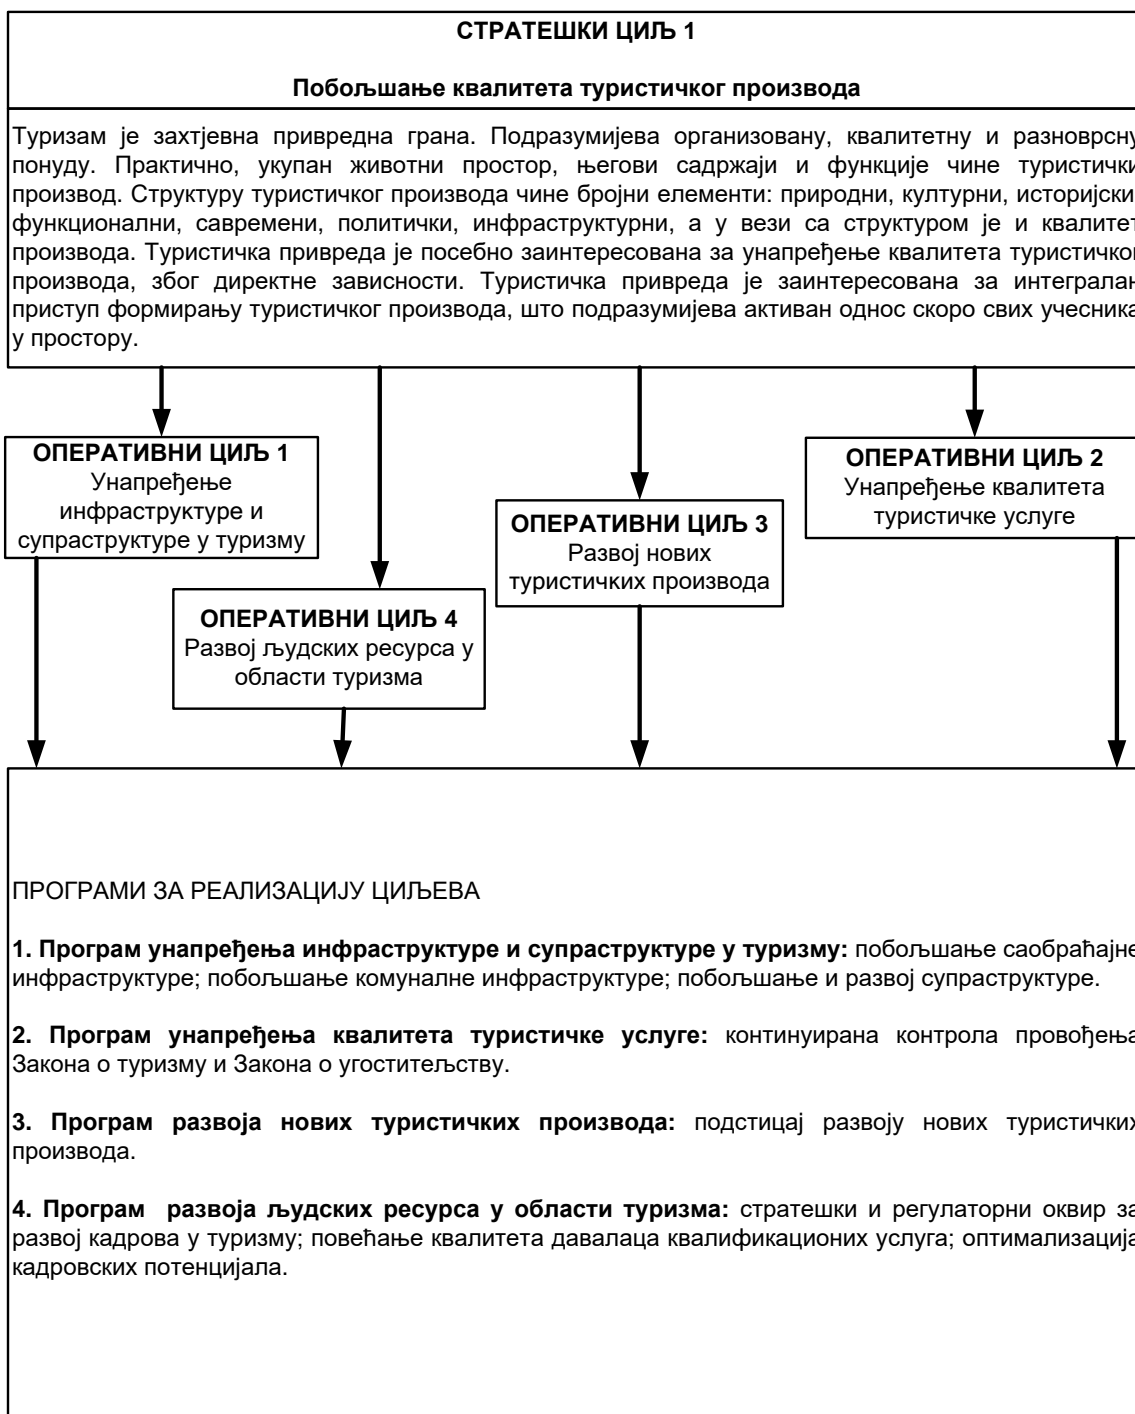 СТРАТЕШКИ ЦИЉ 1
Побољшање квалитета туристичког производа
Туризам је захтјевна привредна грана. Подразумијева организовану, квалитетну и разноврсну
понуду. Практично, укупан животни простор, његови садржаји и функције чине туристички
производ. Структуру туристичког производа чине бројни елементи: природни, културни, историјски,
функционални, савремени, политички, инфраструктурни, а у вези са структуром је и квалитет
производа. Туристичка привреда је посебно заинтересована за унапређење квалитета туристичког
производа, због директне зависности. Туристичка привреда је заинтересована за интегралан
приступ формирању туристичког производа, што подразумијева активан однос скоро свих учесника
у простору.
ОПЕРАТИВНИ ЦИЉ 1
Унапређење
инфраструктуре и
супраструктуре у туризму
ОПЕРАТИВНИ ЦИЉ 2
Унапређење квалитета
туристичке услуге
ОПЕРАТИВНИ ЦИЉ 3
Развој нових
туристичких производа
ОПЕРАТИВНИ ЦИЉ 4
Развој људских ресурса у
области туризма
ПРОГРАМИ ЗА РЕАЛИЗАЦИЈУ ЦИЉЕВА
1. Програм унапређења инфраструктуре и супраструктуре у туризму: побољшање саобраћајне
инфраструктуре; побољшање комуналне инфраструктуре; побољшање и развој супраструктуре.
2. Програм унапређења квалитета туристичке услуге: континуирана контрола провођења
Закона о туризму и Закона о угоститељству.
3. Програм развоја нових туристичких производа: подстицај развоју нових туристичких
производа.
4. Програм развоја људских ресурса у области туризма: стратешки и регулаторни оквир за
развој кадрова у туризму; повећање квалитета давалаца квалификационих услуга; оптимализација
кадровских потенцијала.